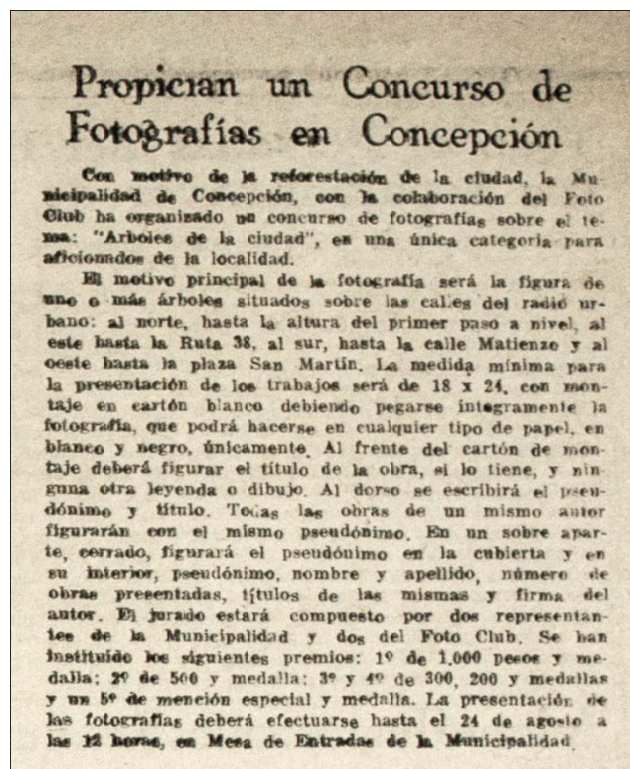 Propician un Concurso de
Fotografías en Concepción
Con motivo de la reforestación de la ciudad, la Mu-
nicipalidad de Concepción, con la colaboración del Foto
Club ha organizado un concurso de fotografías sobre el te-
ma: "Arboles de la ciudad", en una única categoría para
aficionados de la localidad.
El motivo principal de la fotografía será la figura de
uno o más árboles situados sobre las calles del radio ur-
bano: al norte, hasta la altura del primer paso a nivel, al
este hasta la Ruta 38, al sur, hasta la calle Matienzo y al
oeste hasta la plaza San Martín. La medida mínima para
la presentación de los trabajos será de 18 x 24, con mon-
taje en cartón blanco debiendo pegarse íntegramente la
fotografía, que podrá hacerse en cualquier tipo de papel, en
blanco y negro, únicamente. Al frente del cartón de mon-
taje deberá figurar el título de la obra, si lo tiene, y nin-
guna otra leyenda o dibujo. Al dorso se escribirá el pseu-
dónimo y título. Todas las obras de un mismo autor
figurarán con el mismo pseudónimo. En un sobre apar-
te, cerrado, figurará el pseudónimo en la cubierta y en
su interior, pseudónimo, nombre y apellido, número de
obras presentadas, títulos de las mismas y firma del
autor. El jurado estará compuesto por dos representan-
tes de la Municipalidad y dos del Foto Club. Se han
instituído los siguientes premios: 1º de 1.000 pesos y me-
dalla; 2º de 500 y medalla; 3º y 4º de 300, 200 y medallas
y un 5º de mención especial y medalla. La presentación de
las fotografías deberá efectuarse hasta el 24 de agosto a
las 12 horas, en Mesa de Entradas de la Municipalidad